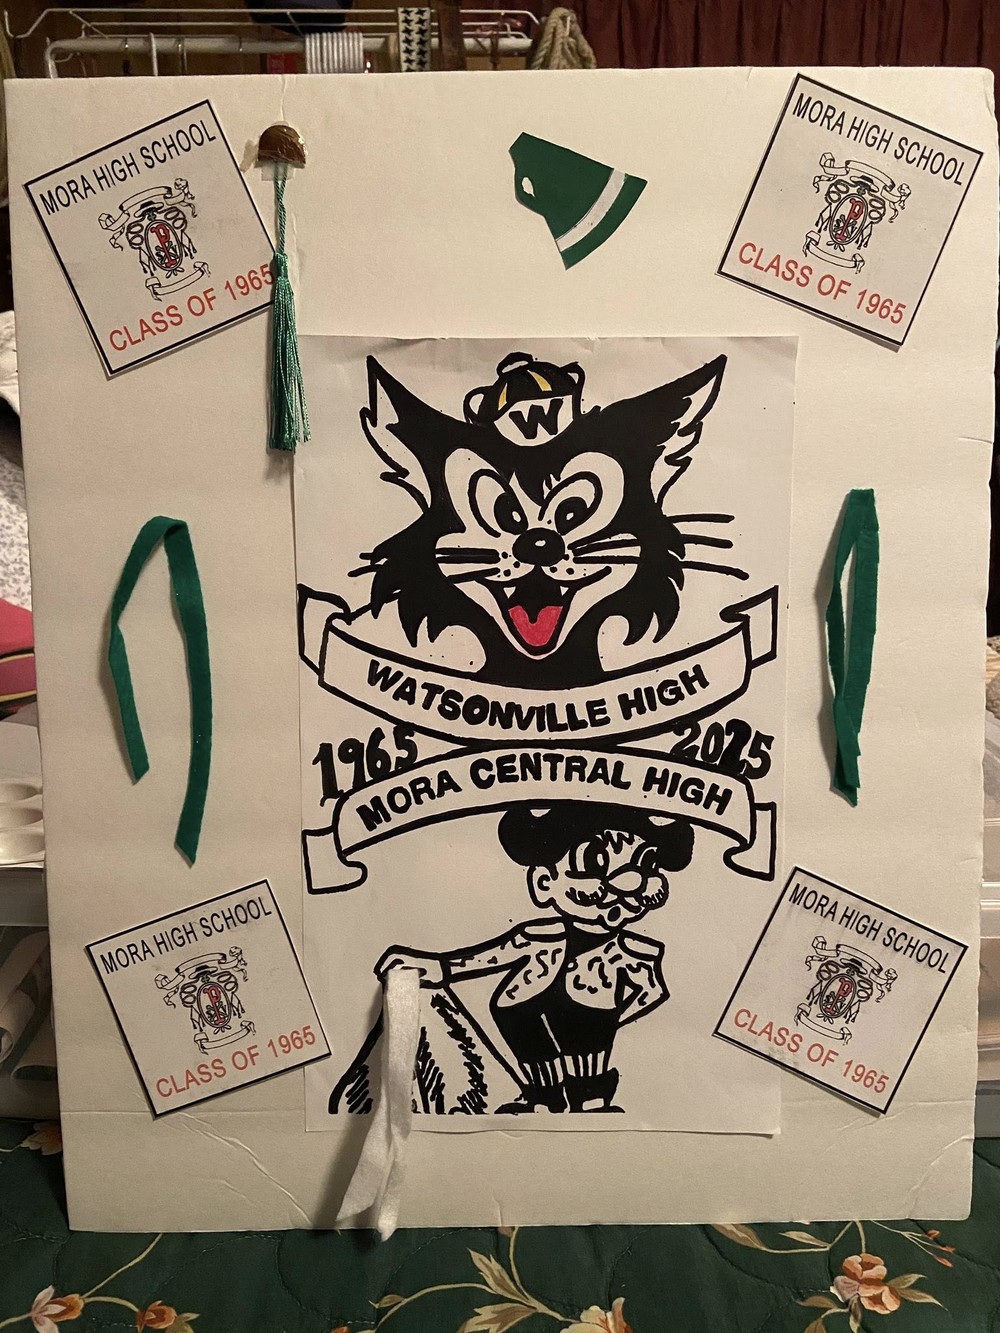 MORA HIGH SCHOOL
CLASS OF 1965
MORA HIGH SCHOOL
CLASS OF 1965
W
WATSONVILLE HIGH
1965 2025
MORA CENTRAL HIGH
MORA HIGH SCHOOL
CLASS OF 1965
MORA HIGH SCHOOL
CLASS OF 1965